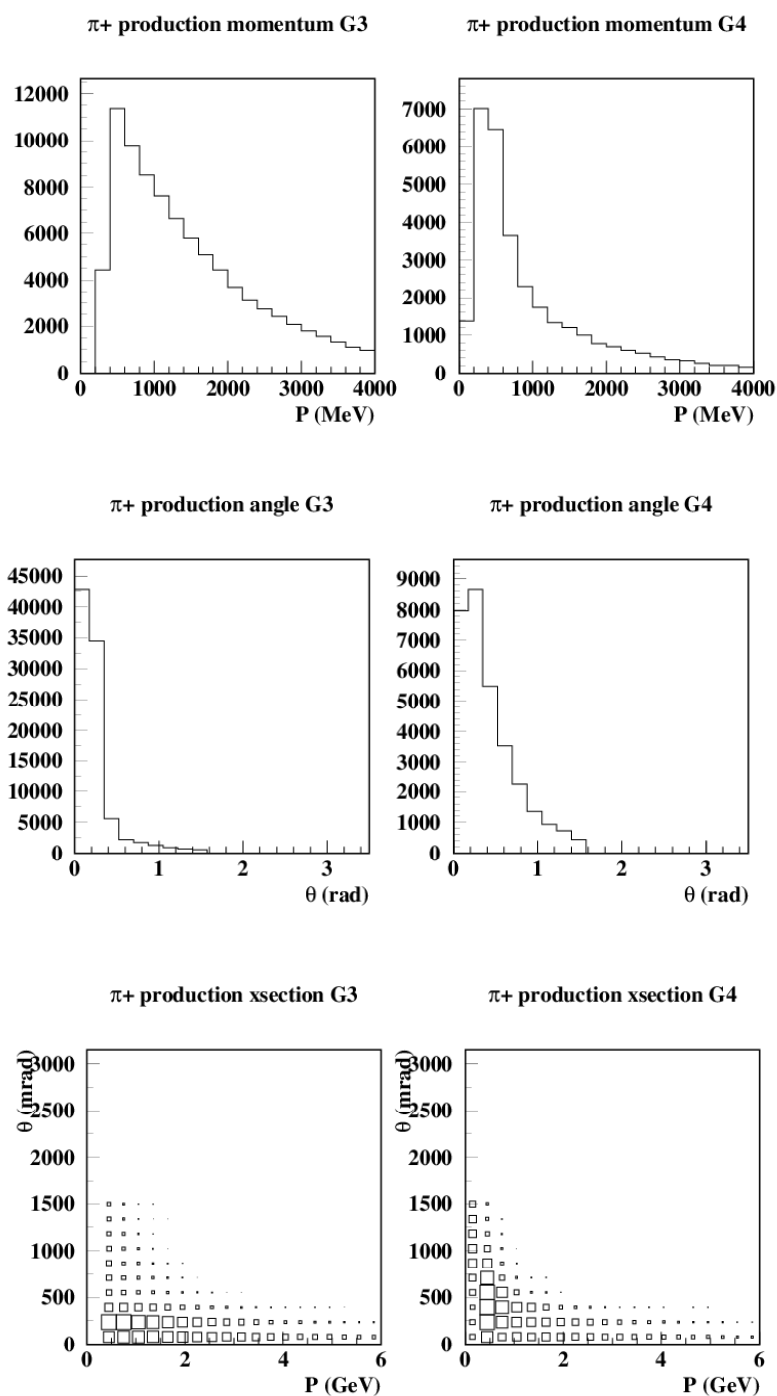 π+ production momentum G3
12000
10000
8000
6000
4000
2000
0
0 1000 2000 3000 4000
P (MeV)
π+ production momentum G4
7000
6000
5000
4000
3000
2000
1000
0
0 1000 2000 3000 4000
P (MeV)
π+ production angle G3
45000
40000
35000
30000
25000
20000
15000
10000
5000
0
0 1 2 3
θ (rad)
π+ production angle G4
9000
8000
7000
6000
5000
4000
3000
2000
1000
0
0 1 2 3
θ (rad)
π+ production xsection G3
θ (mrad)
3000
2500
2000
1500
1000
500
0
0 2 4 6
P (GeV)
π+ production xsection G4
θ (mrad)
3000
2500
2000
1500
1000
500
0
0 2 4 6
P (GeV)